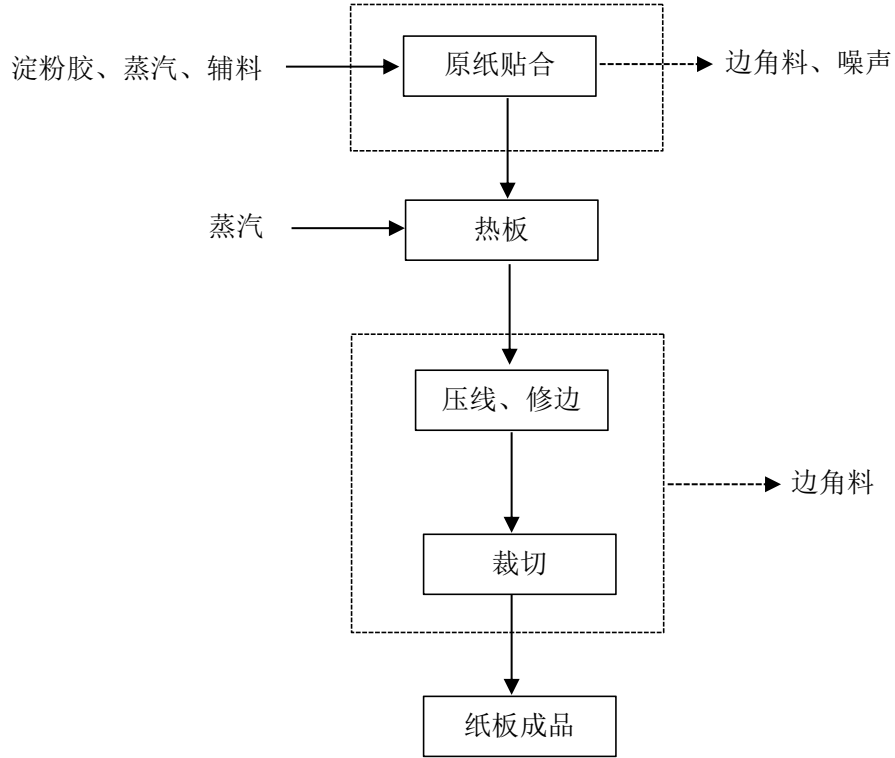 淀粉胶、蒸汽、辅料
原纸贴合
边角料、噪声
蒸汽
热板
压线、修边
边角料
裁切
纸板成品